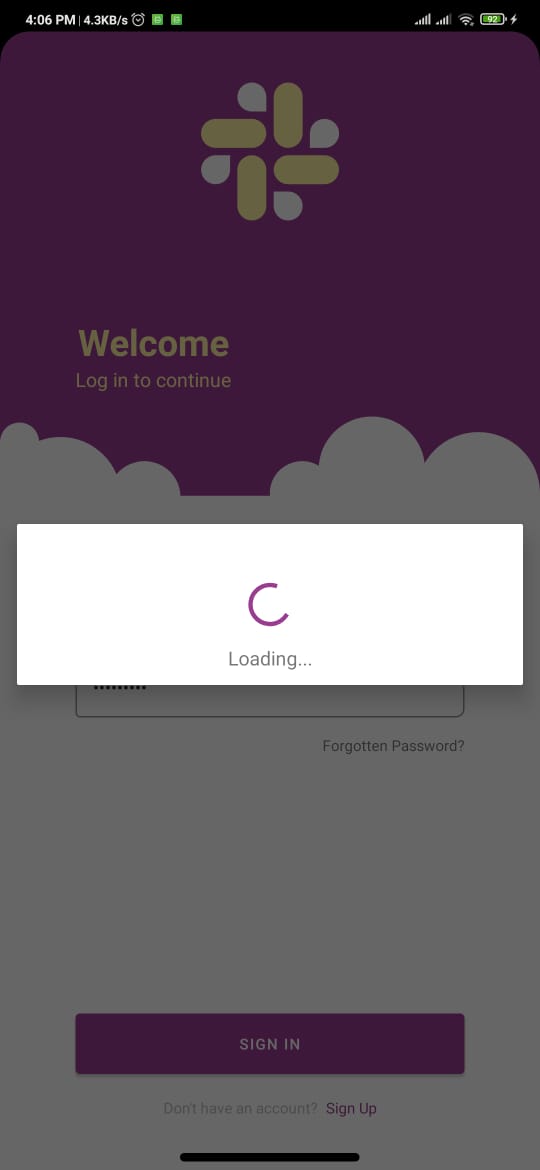 4:06 PM | 4.3KB/s
92
Welcome
Log in to continue
Loading...
•••••••••
Forgotten Password?
SIGN IN
Don't have an account? Sign Up